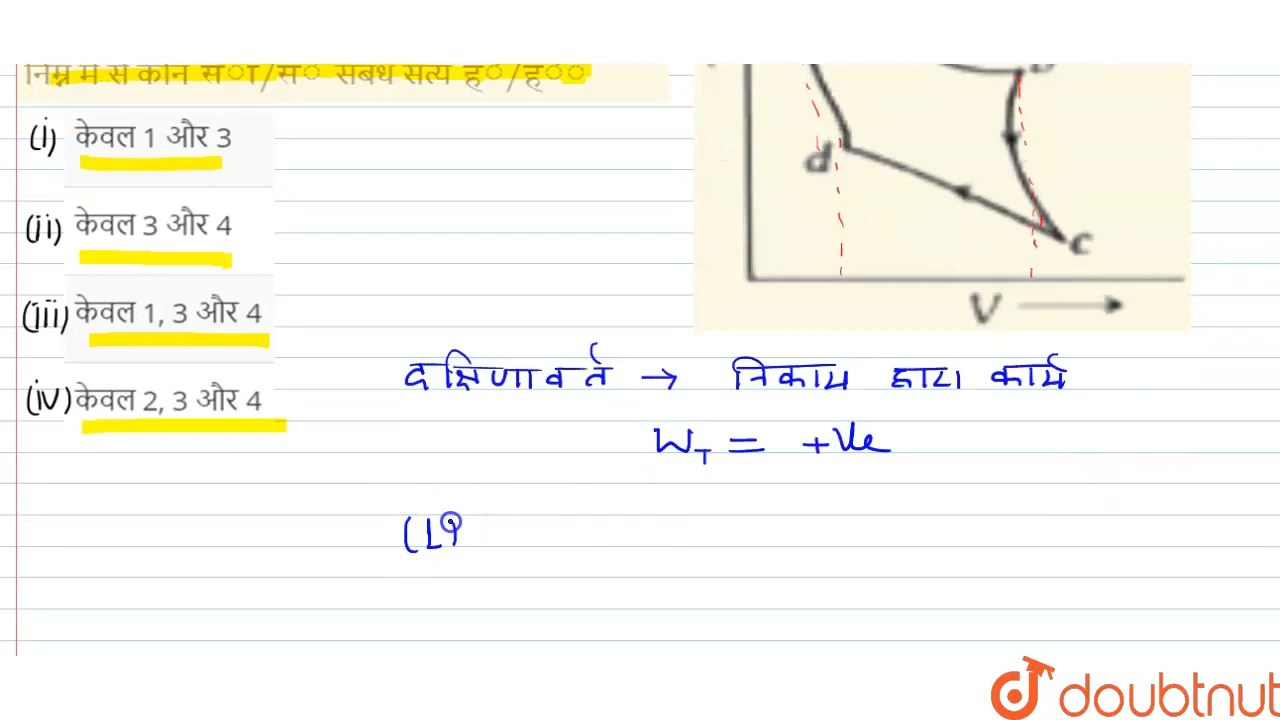 निम्न में से कौन सा/से संबंध सत्य है/हैं
(i) केवल 1 और 3
(ii) केवल 3 और 4
(iii) केवल 1, 3 और 4
(iv) केवल 2, 3 और 4
b
d
c
V
दक्षिणावर्त → निकाय द्वारा कार्य
W_T = +Ve
doubtnut